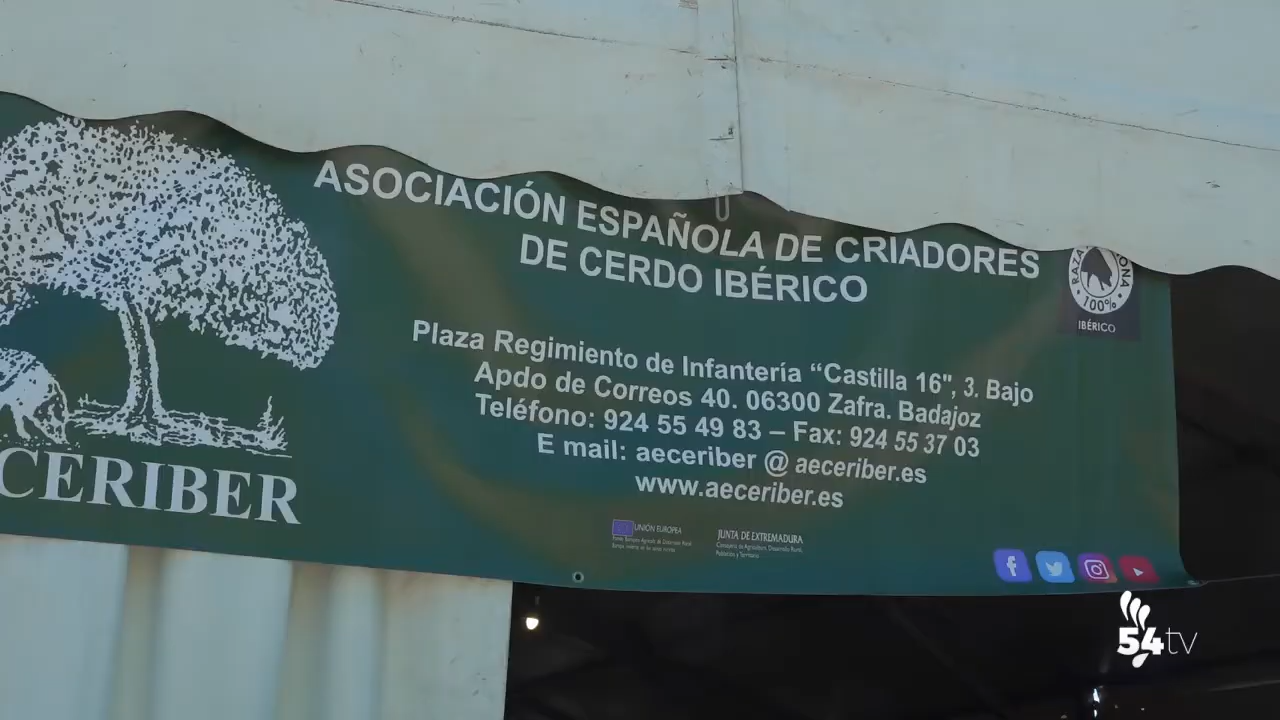 ASOCIACIÓN ESPAÑOLA DE CRIADORES
DE CERDO IBÉRICO
RAZA
100%
IBÉRICO
Plaza Regimiento de Infantería “Castilla 16", 3. Bajo
Apdo de Correos 40. 06300 Zafra. Badajoz
Teléfono: 924 55 49 83 – Fax: 924 55 37 03
E mail: aeceriber @ aeceriber.es
www.aeceriber.es
CERIBER
UNIÓN EUROPEA
JUNTA DE EXTREMADURA
54tv